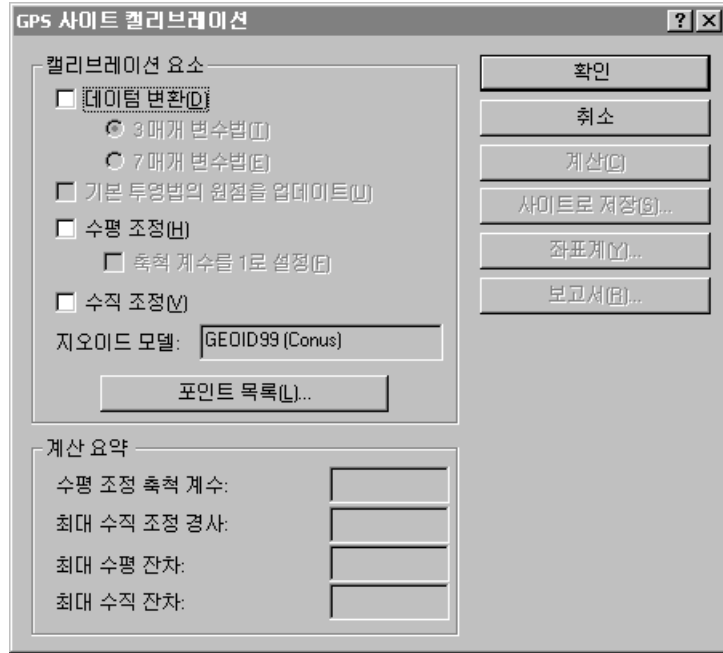 GPS 사이트 캘리브레이션
캘리브레이션 요소
데이텀 변환(D)
3 매개 변수법(T)
7 매개 변수법(E)
기본 투영법의 원점을 업데이트(U)
수평 조정(H)
축척 계수를 1로 설정(F)
수직 조정(V)
지오이드 모델: GEOID99 (Conus)
포인트 목록(L)...
확인
취소
계산(C)
사이트로 저장(S)...
좌표계(Y)...
보고서(R)...
계산 요약
수평 조정 축척 계수:
최대 수직 조정 경사:
최대 수평 잔차:
최대 수직 잔차: